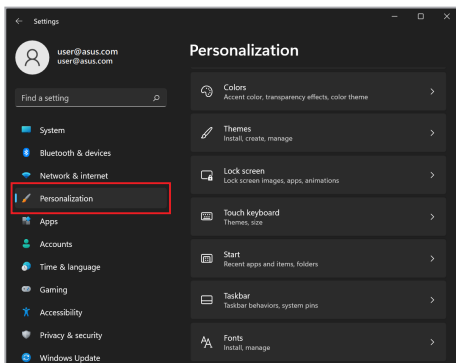 Settings
user@asus.com
user@asus.com
Find a setting
System
Bluetooth & devices
Network & internet
Personalization
Apps
Accounts
Time & language
Gaming
Accessibility
Privacy & security
Windows Update
Personalization
Colors
Accent color, transparency effects, color theme
Themes
Install, create, manage
Lock screen
Lock screen images, apps, animations
Touch keyboard
Themes, size
Start
Recent apps and items, folders
Taskbar
Taskbar behaviors, system pins
Fonts
Install, manage